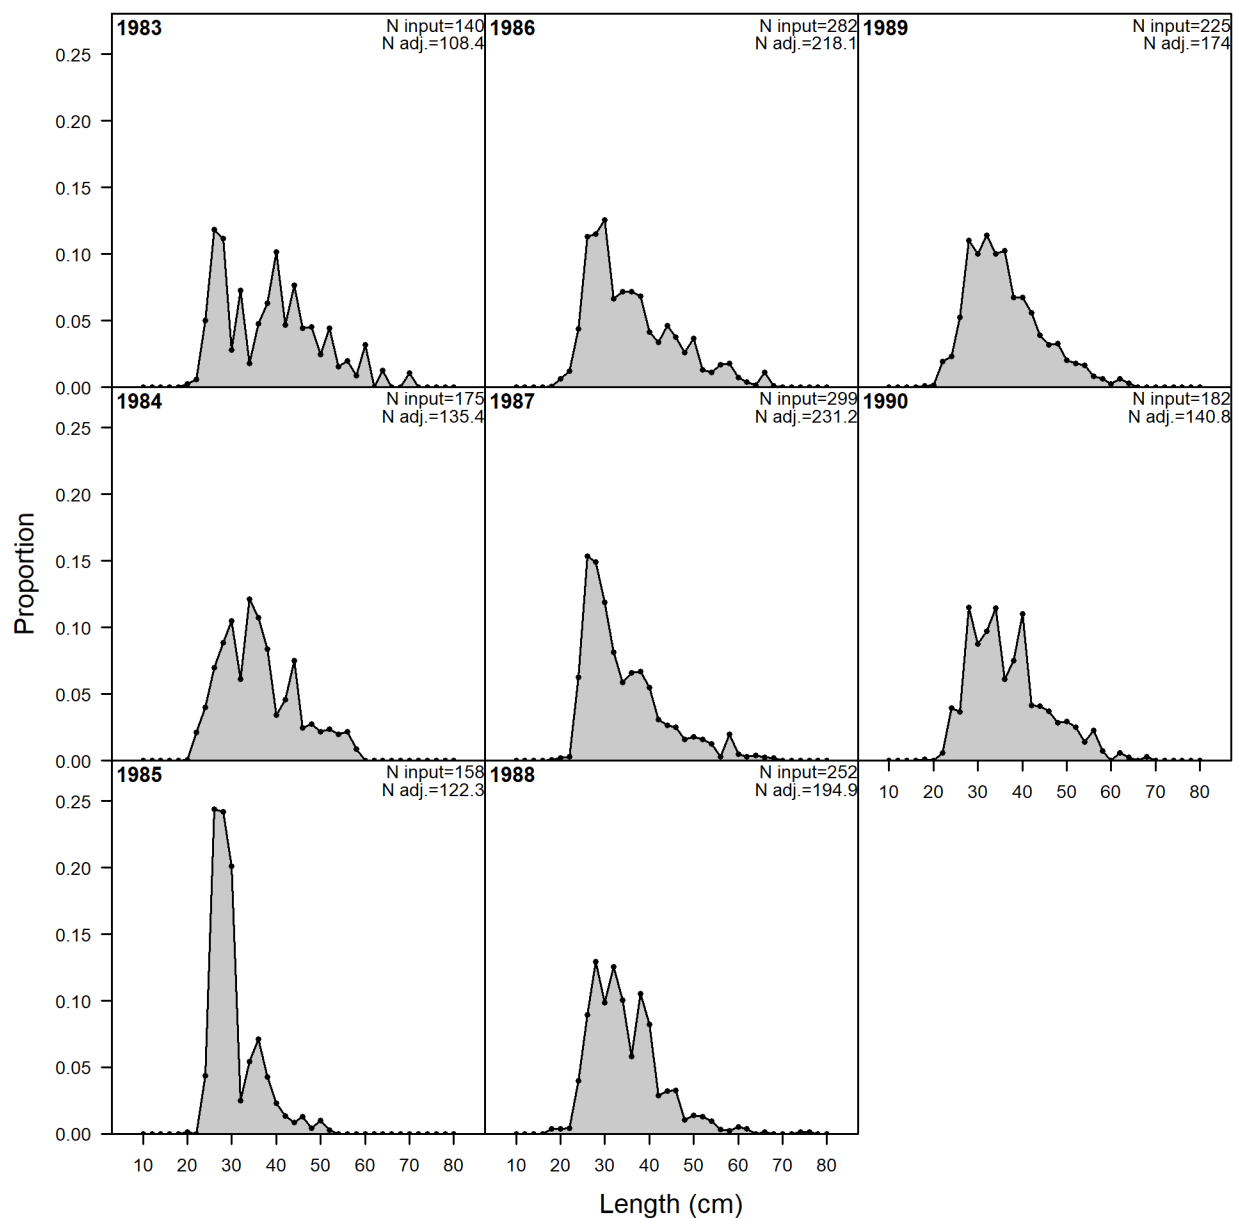 1983
N input=140
N adj.=108.4
1986
N input=282
N adj.=218.1
1989
N input=225
N adj.=174
0.25
0.20
0.15
0.10
0.05
0.00
1984
N input=175
N adj.=135.4
1987
N input=299
N adj.=231.2
1990
N input=182
N adj.=140.8
0.25
0.20
0.15
0.10
0.05
0.00
10 20 30 40 50 60 70 80
Proportion
1985
N input=158
N adj.=122.3
1988
N input=252
N adj.=194.9
0.25
0.20
0.15
0.10
0.05
0.00
10 20 30 40 50 60 70 80
10 20 30 40 50 60 70 80
Length (cm)